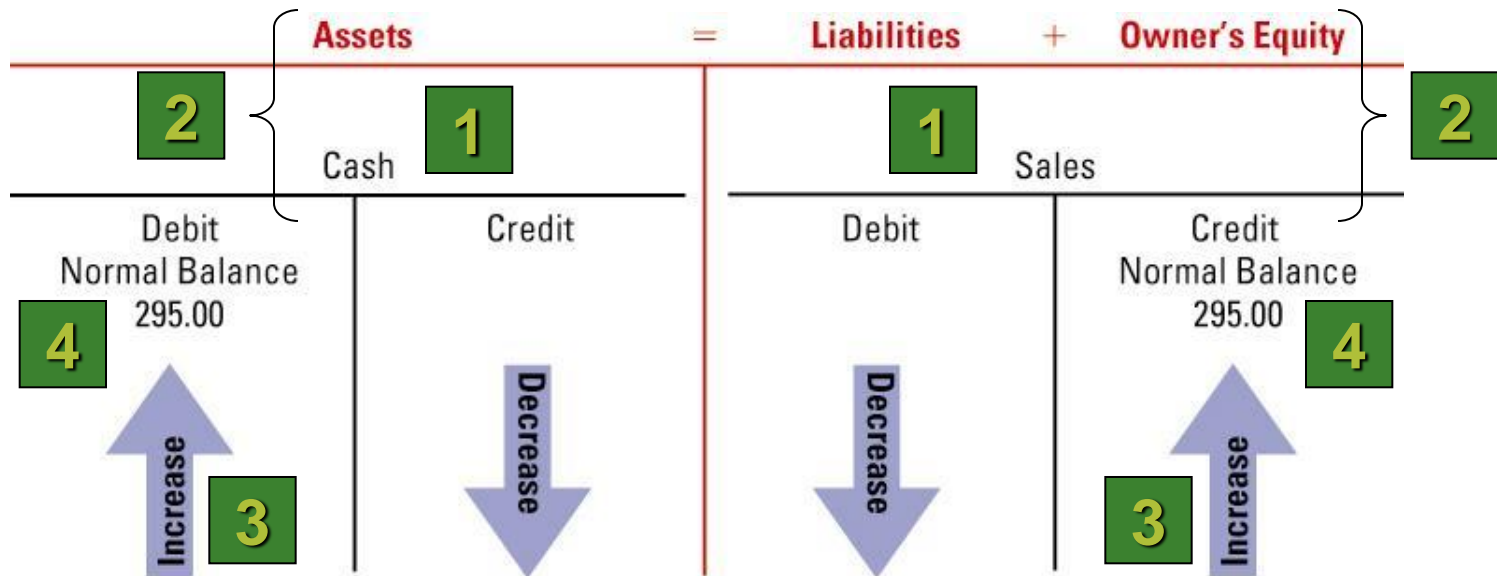 Assets = Liabilities + Owner's Equity
2 1 1 2
Cash Sales
Debit Credit Debit Credit
Normal Balance Normal Balance
295.00 295.00
4 4
Increase Decrease Decrease Increase
3 3